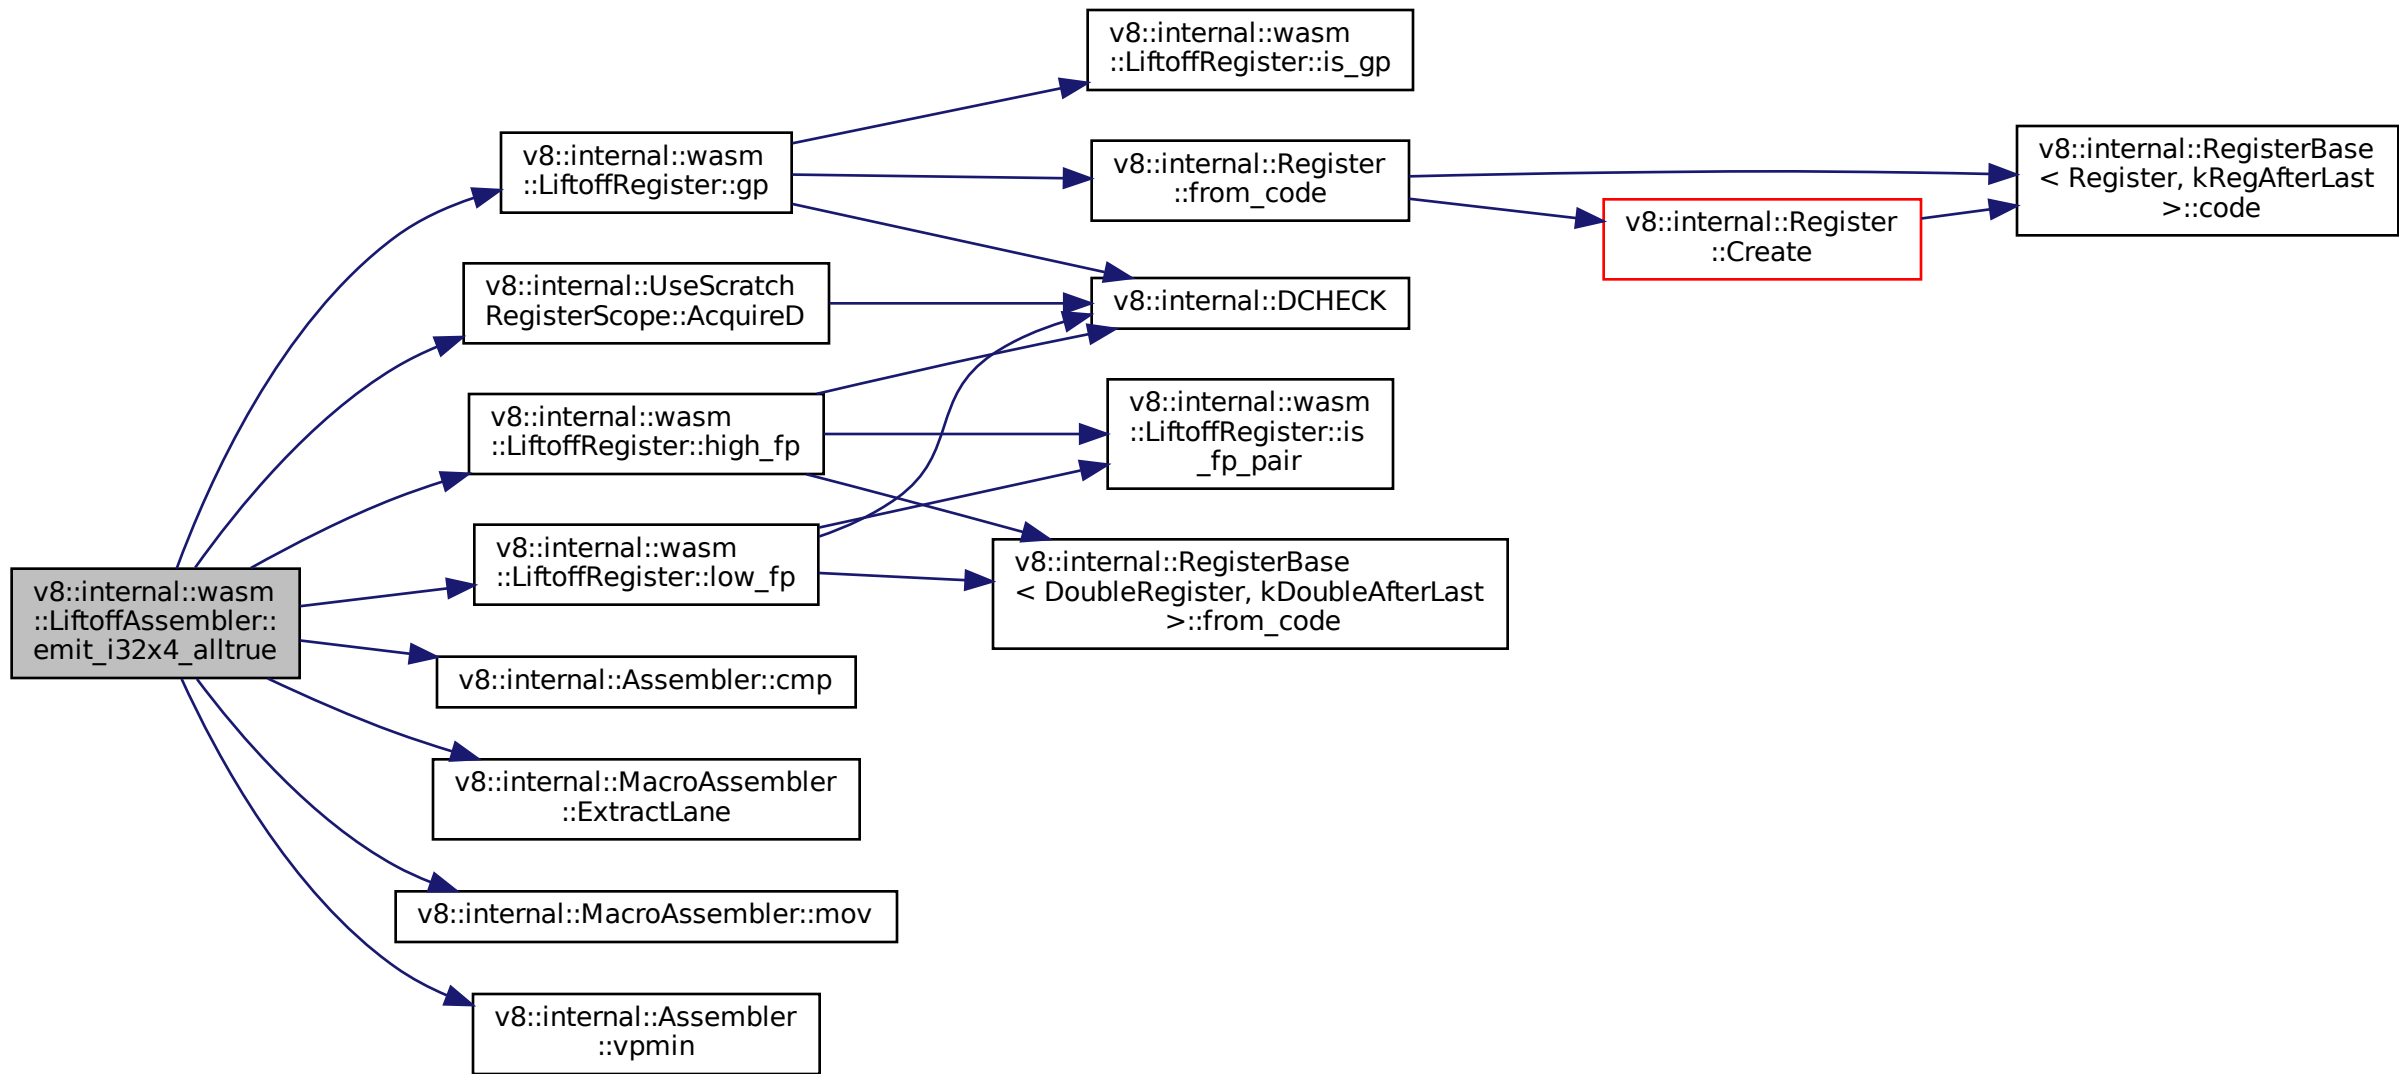 v8::internal::wasm
::LiftoffAssembler::
emit_i32x4_alltrue
v8::internal::wasm
::LiftoffRegister::gp
v8::internal::UseScratch
RegisterScope::AcquireD
v8::internal::wasm
::LiftoffRegister::high_fp
v8::internal::wasm
::LiftoffRegister::low_fp
v8::internal::Assembler::cmp
v8::internal::MacroAssembler
::ExtractLane
v8::internal::MacroAssembler::mov
v8::internal::Assembler
::vpmin
v8::internal::wasm
::LiftoffRegister::is_gp
v8::internal::Register
::from_code
v8::internal::DCHECK
v8::internal::wasm
::LiftoffRegister::is
_fp_pair
v8::internal::RegisterBase
< DoubleRegister, kDoubleAfterLast
>::from_code
v8::internal::Register
::Create
v8::internal::RegisterBase
< Register, kRegAfterLast
>::code